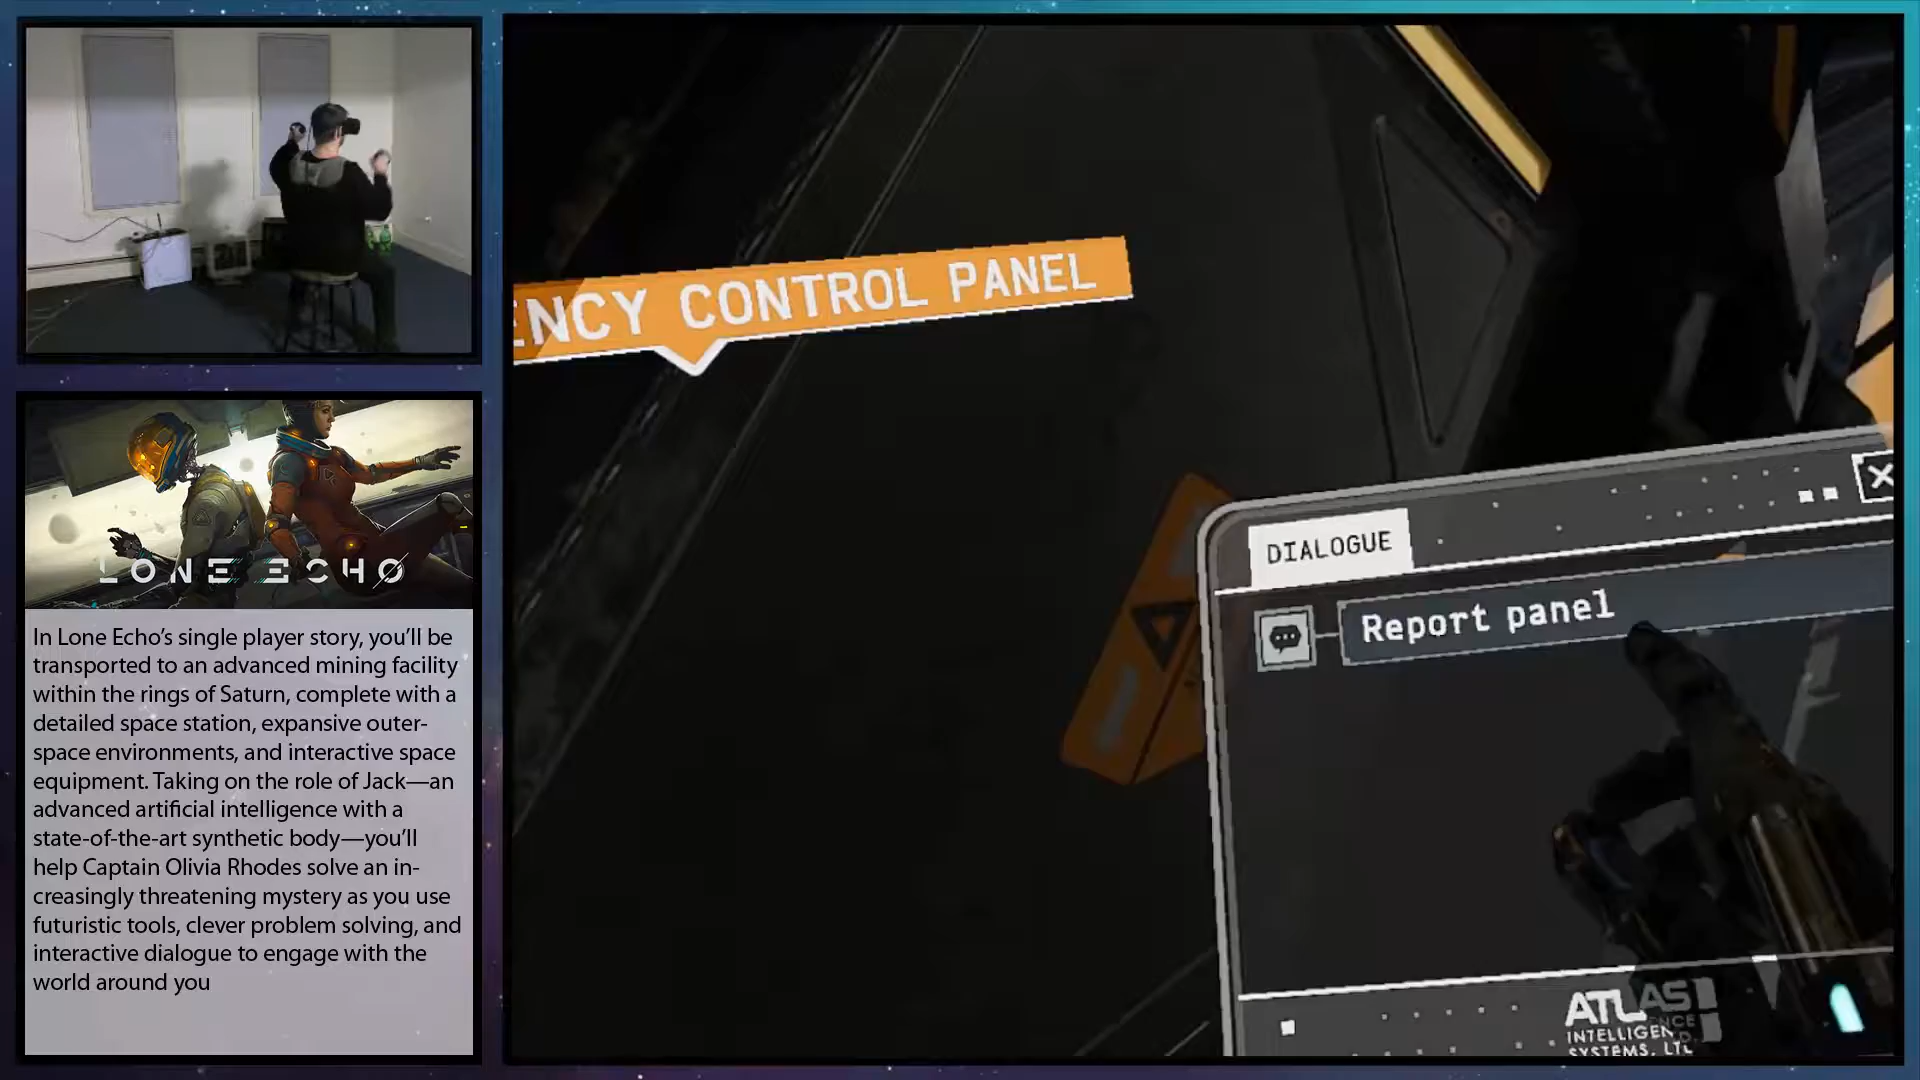 LONE ECHO
In Lone Echo’s single player story, you’ll be
transported to an advanced mining facility
within the rings of Saturn, complete with a
detailed space station, expansive outer-
space environments, and interactive space
equipment. Taking on the role of Jack—an
advanced artificial intelligence with a
state-of-the-art synthetic body—you’ll
help Captain Olivia Rhodes solve an in-
creasingly threatening mystery as you use
futuristic tools, clever problem solving, and
interactive dialogue to engage with the
world around you
ENCY CONTROL PANEL
DIALOGUE
Report panel
ATLAS
INTELLIGENCE
SYSTEMS, LTD.